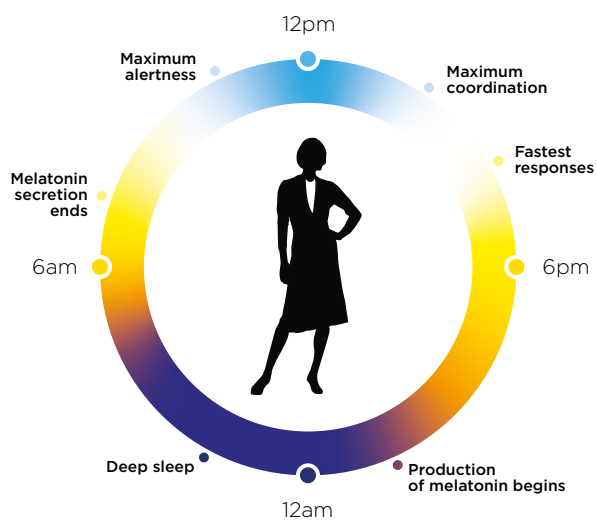 12pm
Maximum
alertness
Maximum
coordination
Fastest
responses
Melatonin
secretion
ends
6am
6pm
Deep sleep
Production
of melatonin begins
12am